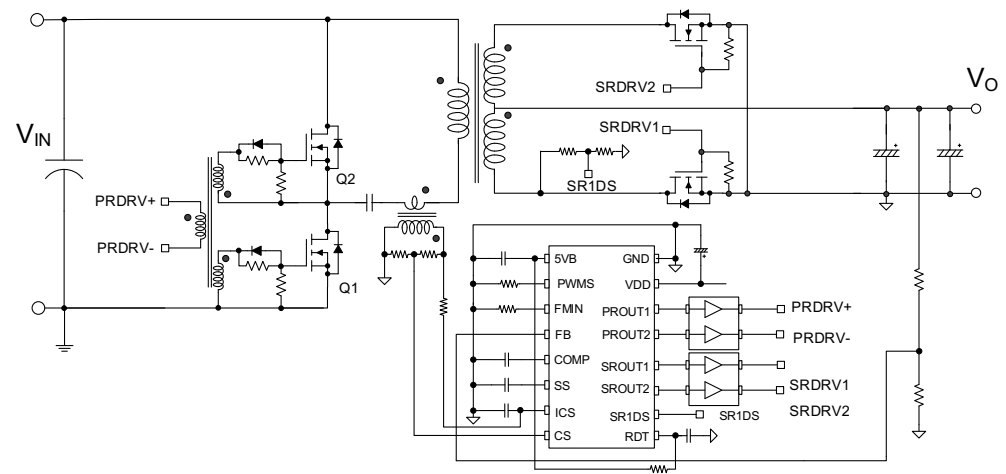 SRDRV2
VO
VIN
SRDRV1
Q2
SR1DS
PRDRV+
PRDRV-
Q1
5VB
GND
PWMS
VDD
FMIN
PROUT1
PRDRV+
FB
PROUT2
PRDRV-
COMP
SROUT1
SS
SROUT2
SRDRV1
ICS
SR1DS
SR1DS
SRDRV2
CS
RDT